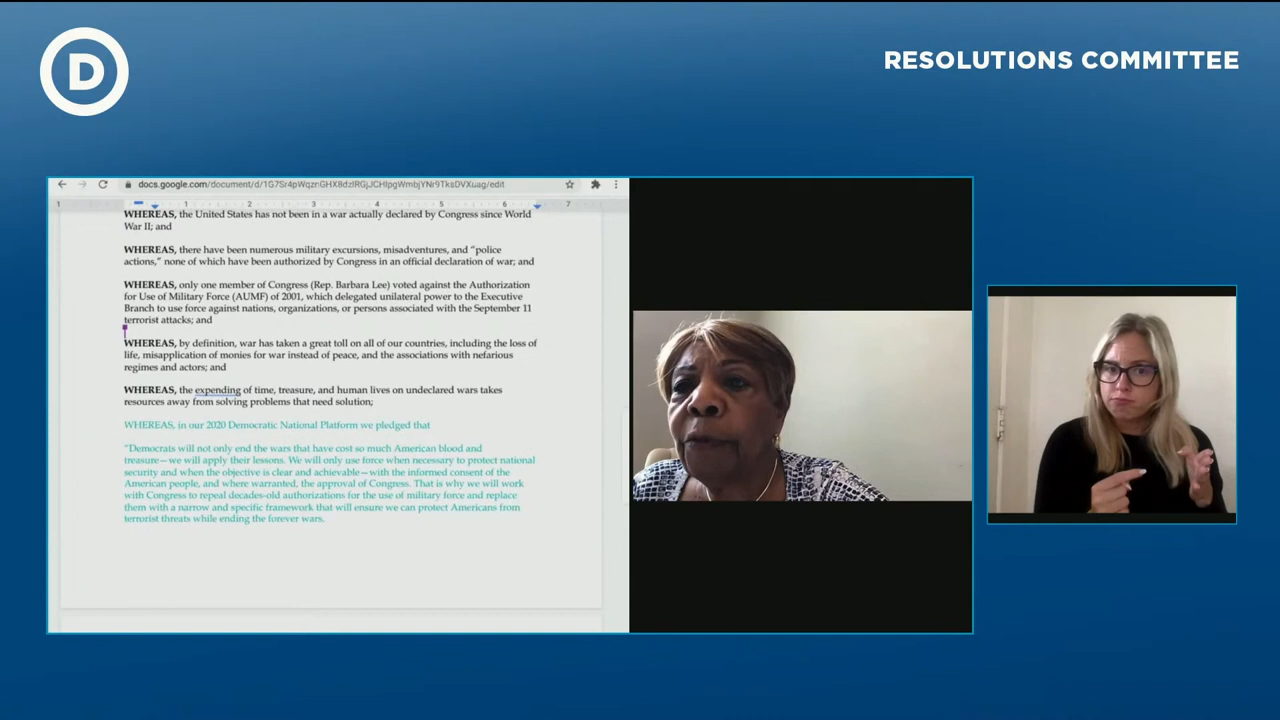 D
RESOLUTIONS COMMITTEE
WHEREAS, the United States has not been in a war actually declared by Congress since World
War II; and
WHEREAS, there have been numerous military excursions, misadventures, and “police
actions,” none of which have been authorized by Congress in an official declaration of war; and
WHEREAS, only one member of Congress (Rep. Barbara Lee) voted against the Authorization
for Use of Military Force (AUMF) of 2001, which delegated unilateral power to the Executive
Branch to use force against nations, organizations, or persons associated with the September 11
terrorist attacks; and
WHEREAS, by definition, war has taken a great toll on all of our countries, including the loss of
life, misapplication of monies for war instead of peace, and the associations with nefarious
regimes and actors; and
WHEREAS, the expending of time, treasure, and human lives on undeclared wars takes
resources away from solving problems that need solution;
WHEREAS, in our 2020 Democratic National Platform we pledged that
“Democrats will not only end the wars that have cost so much American blood and
treasure—we will apply their lessons. We will only use force when necessary to protect national
security and when the objective is clear and achievable—with the informed consent of the
American people, and where warranted, the approval of Congress. That is why we will work
with Congress to repeal decades-old authorizations for the use of military force and replace
them with a narrow and specific framework that will ensure we can protect Americans from
terrorist threats while ending the forever wars.
1 1 2 3 4 5 6 7